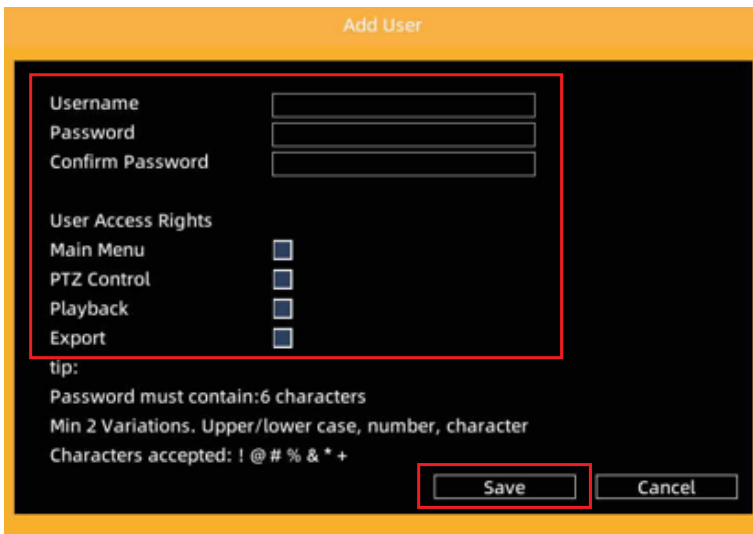 Add User
Username
Password
Confirm Password
User Access Rights
Main Menu
PTZ Control
Playback
Export
tip:
Password must contain:6 characters
Min 2 Variations. Upper/lower case, number, character
Characters accepted: ! @ # % & * +
Save Cancel